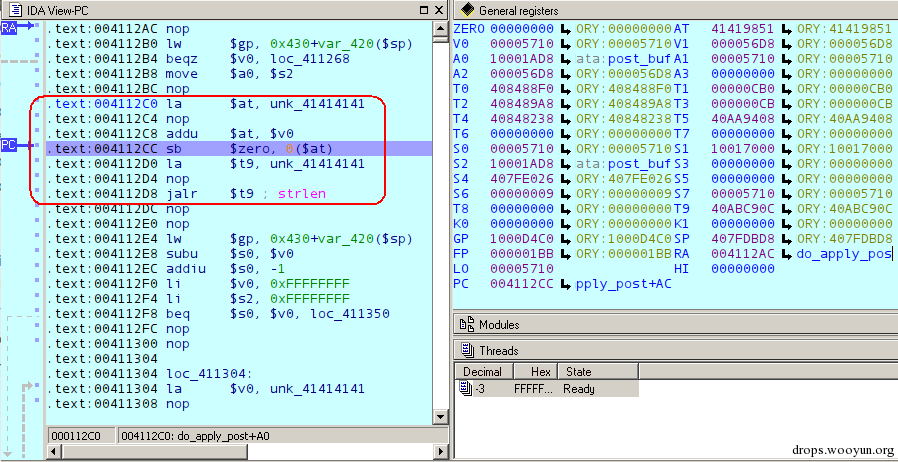 IDA View-PC
.text:004112AC nop
RA
.text:004112B0 lw $gp, 0x430+var_420($sp)
.text:004112B4 beqz $v0, loc_411268
.text:004112B8 move $a0, $s2
.text:004112BC nop
.text:004112C0 la $at, unk_41414141
.text:004112C4 nop
.text:004112C8 addu $at, $v0
PC
.text:004112CC sb $zero, 0($at)
.text:004112D0 la $t9, unk_41414141
.text:004112D4 nop
.text:004112D8 jalr $t9 ; strlen
.text:004112DC nop
.text:004112E0 nop
.text:004112E4 lw $gp, 0x430+var_420($sp)
.text:004112E8 subu $s0, $v0
.text:004112EC addiu $s0, -1
.text:004112F0 li $v0, 0xFFFFFFFF
.text:004112F4 li $s2, 0xFFFFFFFF
.text:004112F8 beq $s0, $v0, loc_411350
.text:004112FC nop
.text:00411300 nop
.text:00411304
.text:00411304 loc_411304:
.text:00411304 la $v0, unk_41414141
.text:00411308 nop
000112C0 004112C0: do_apply_post+A0
General registers
ZERO 00000000 ORY:00000000 AT 41419851 ORY:41419851
V0 00005710 ORY:00005710 V1 000056D8 ORY:000056D8
A0 10001AD8 ata:post_buf A1 00005710 ORY:00005710
A2 000056D8 ORY:000056D8 A3 00000000 ORY:00000000
T0 408488F0 ORY:408488F0 T1 000000C0 ORY:000000C0
T2 408489A8 ORY:408489A8 T3 000000CB ORY:000000CB
T4 40848238 ORY:40848238 T5 40AA9408 ORY:40AA9408
T6 00000000 ORY:00000000 T7 00000000 ORY:00000000
S0 00005710 ORY:00005710 S1 10017000 ORY:10017000
S2 10001AD8 ata:post_buf S3 00000000 ORY:00000000
S4 407FE026 ORY:407FE026 S5 00000000 ORY:00000000
S6 00000009 ORY:00000009 S7 00005710 ORY:00005710
T8 00000000 ORY:00000000 T9 40ABC90C ORY:40ABC90C
K0 00000000 ORY:00000000 K1 00000000 ORY:00000000
GP 1000D4C0 ORY:1000D4C0 SP 407FDBD8 ORY:407FDBD8
FP 000001BB ORY:000001BB RA 004112AC do_apply_pos
LO 00005710 HI 00000000
PC 004112CC pply_post+AC
Modules
Threads
Decimal Hex State
-3 FFFFF... Ready
drops.wooyun.org